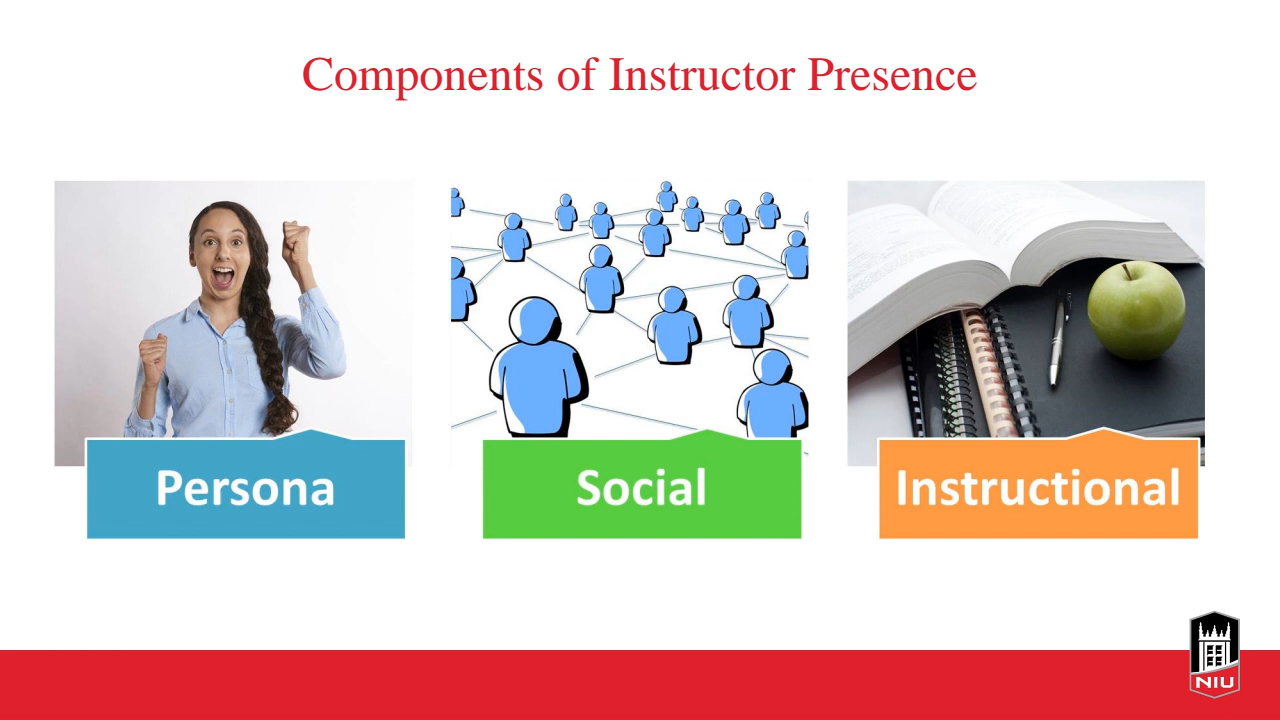 Components of Instructor Presence
Persona
Social
Instructional
NIU